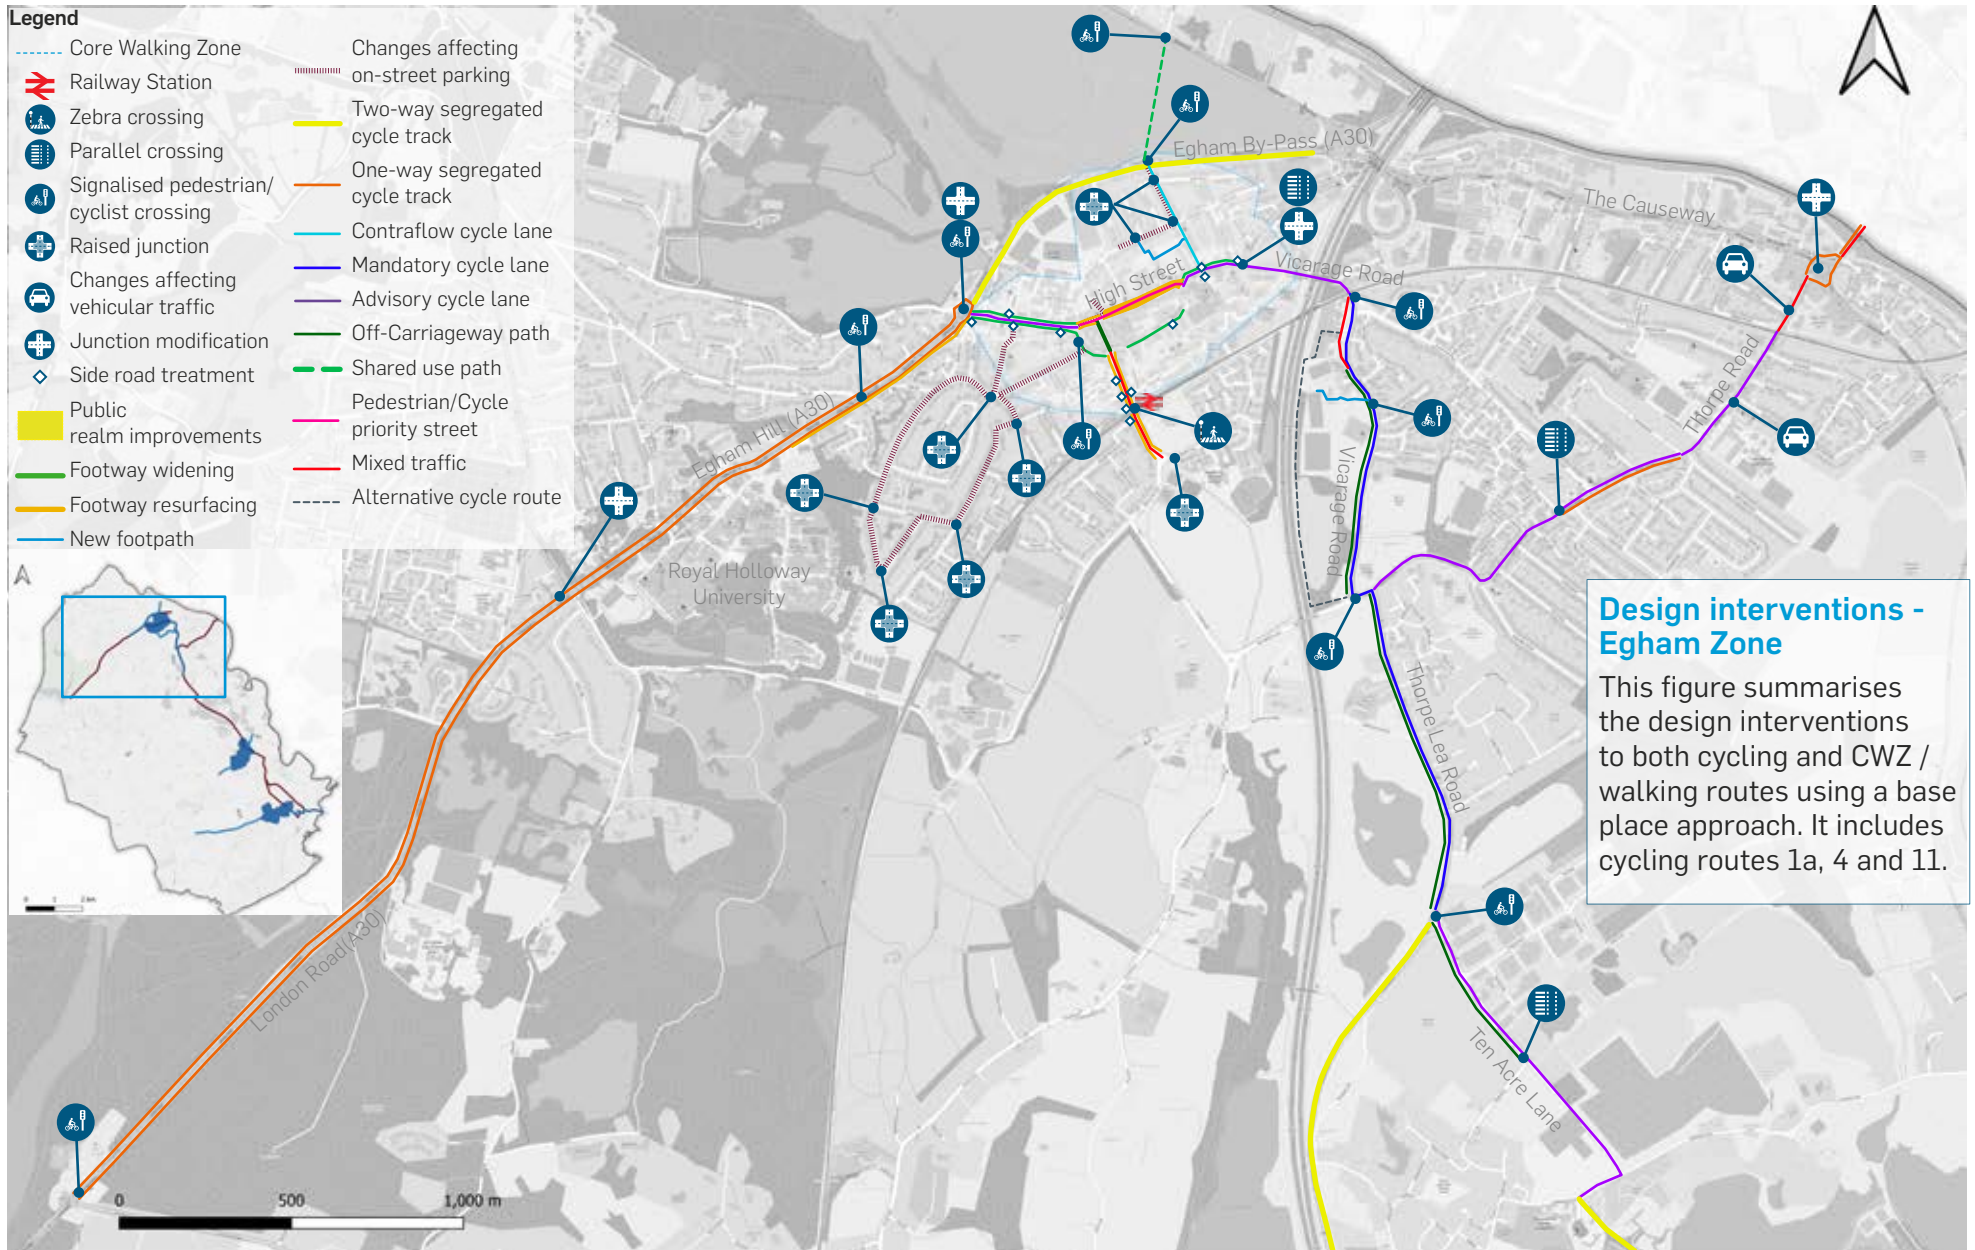 Legend
Core Walking Zone
Railway Station
Zebra crossing
Parallel crossing
Signalised pedestrian/
cyclist crossing
Raised junction
Changes affecting
vehicular traffic
Junction modification
Side road treatment
Public
realm improvements
Footway widening
Footway resurfacing
New footpath
Changes affecting
on-street parking
Two-way segregated
cycle track
One-way segregated
cycle track
Contraflow cycle lane
Mandatory cycle lane
Advisory cycle lane
Off-Carriageway path
Shared use path
Pedestrian/Cycle
priority street
Mixed traffic
Alternative cycle route
Egham By-Pass (A30)
The Causeway
High Street
Vicarage Road
Thorpe Road
Egham Hill (A30)
Vicarage Road
Royal Holloway
University
Thorpe Lea Road
London Road(A30)
Ten Acre Lane
Design interventions -
Egham Zone
This figure summarises
the design interventions
to both cycling and CWZ /
walking routes using a base
place approach. It includes
cycling routes 1a, 4 and 11.
0 500 1,000 m